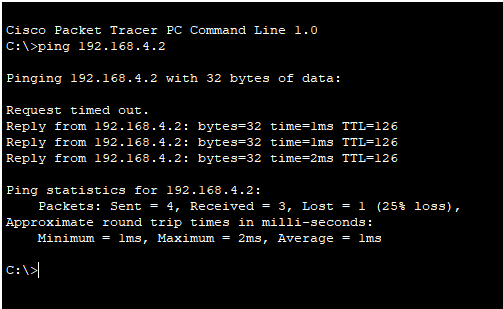 Cisco Packet Tracer PC Command Line 1.0
C:\>ping 192.168.4.2
Pinging 192.168.4.2 with 32 bytes of data:
Request timed out.
Reply from 192.168.4.2: bytes=32 time=1ms TTL=126
Reply from 192.168.4.2: bytes=32 time=1ms TTL=126
Reply from 192.168.4.2: bytes=32 time=2ms TTL=126
Ping statistics for 192.168.4.2:
Packets: Sent = 4, Received = 3, Lost = 1 (25% loss),
Approximate round trip times in milli-seconds:
Minimum = 1ms, Maximum = 2ms, Average = 1ms
C:\>